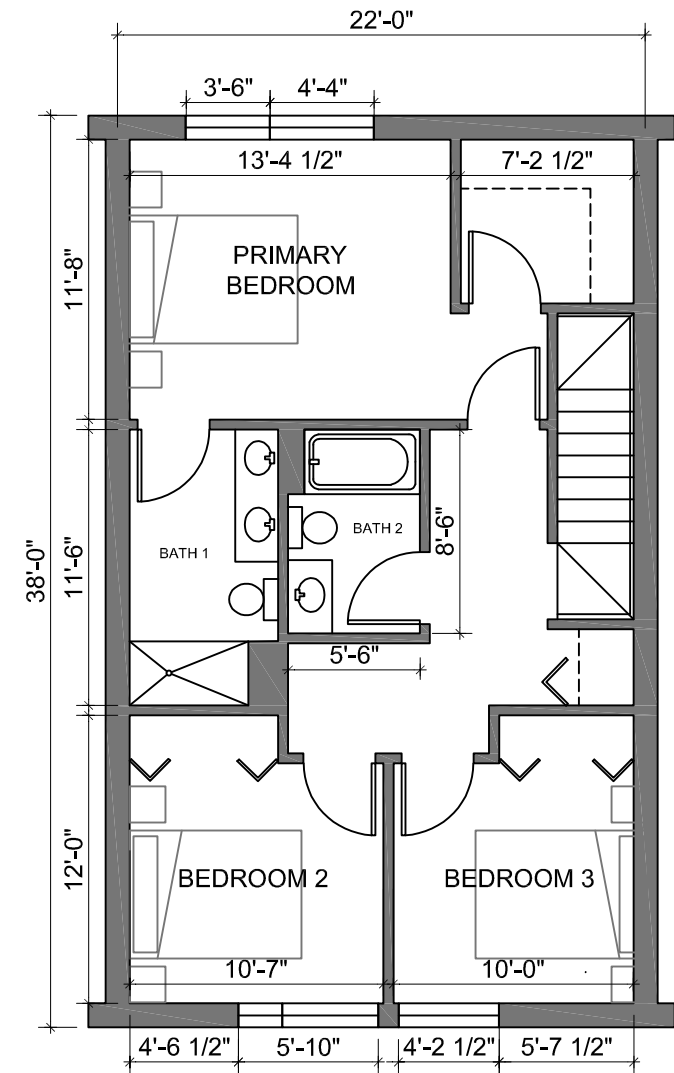 22'-0"
3'-6"
4'-4"
13'-4 1/2"
7'-2 1/2"
11'-8"
PRIMARY
BEDROOM
38'-0"
11'-6"
BATH 1
BATH 2
8'-6"
5'-6"
12'-0"
BEDROOM 2
BEDROOM 3
10'-7"
10'-0"
4'-6 1/2"
5'-10"
4'-2 1/2"
5'-7 1/2"